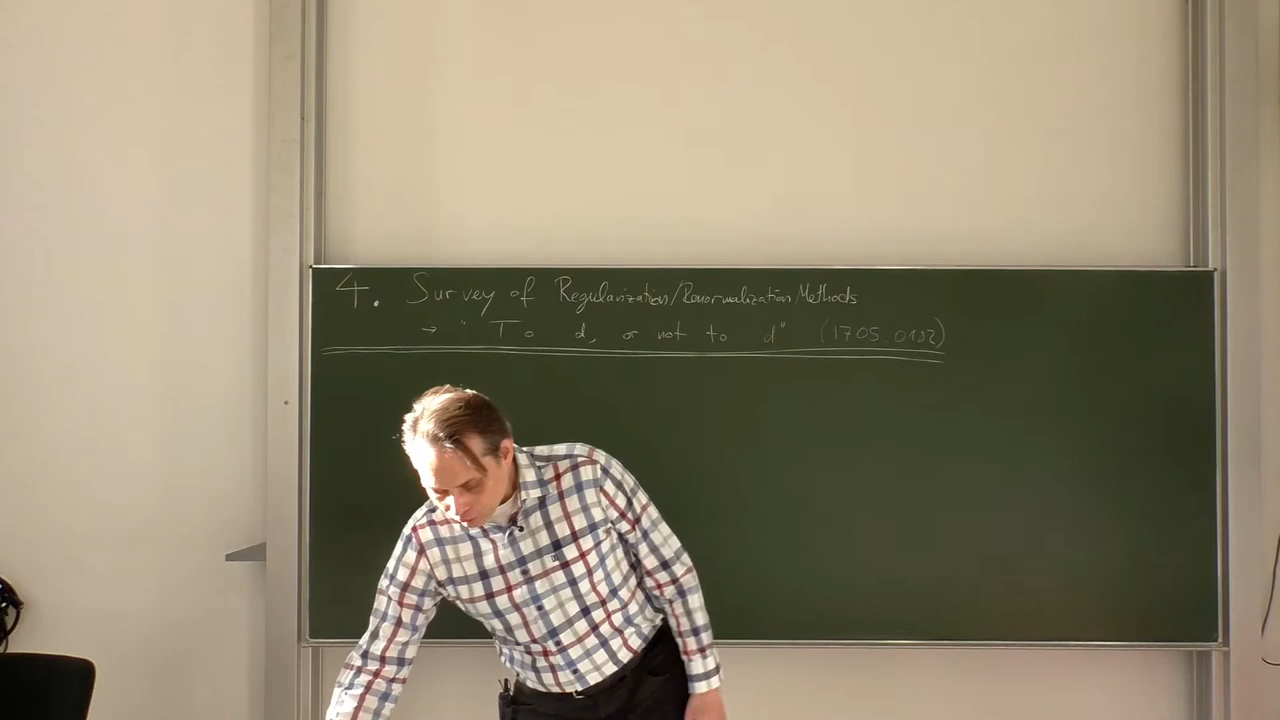 4. Survey of Regularization/Renormalization Methods
→ "To d, or not to d" (1705.0182)